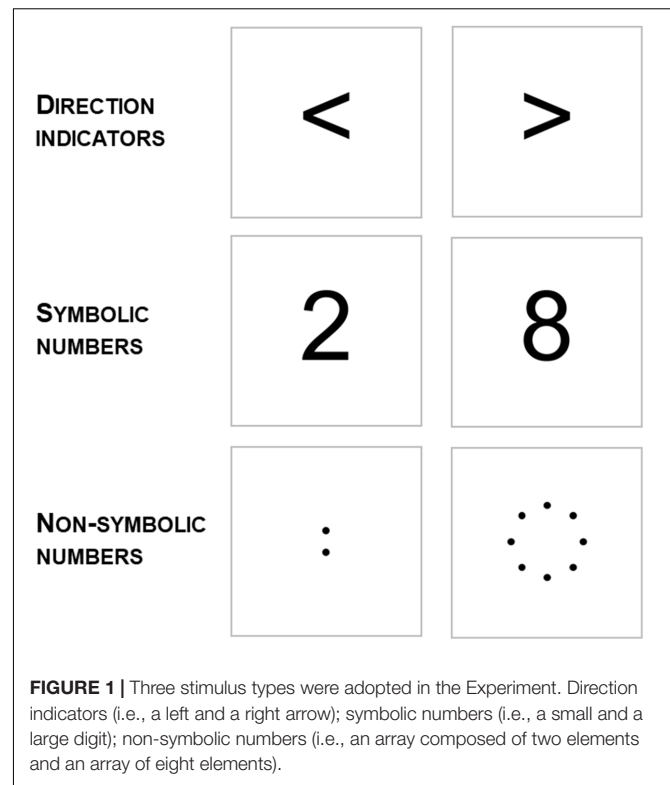 DIRECTION
INDICATORS
<
>
SYMBOLIC
NUMBERS
2
8
NON-SYMBOLIC
NUMBERS
FIGURE 1 | Three stimulus types were adopted in the Experiment. Direction
indicators (i.e., a left and a right arrow); symbolic numbers (i.e., a small and a
large digit); non-symbolic numbers (i.e., an array composed of two elements
and an array of eight elements).